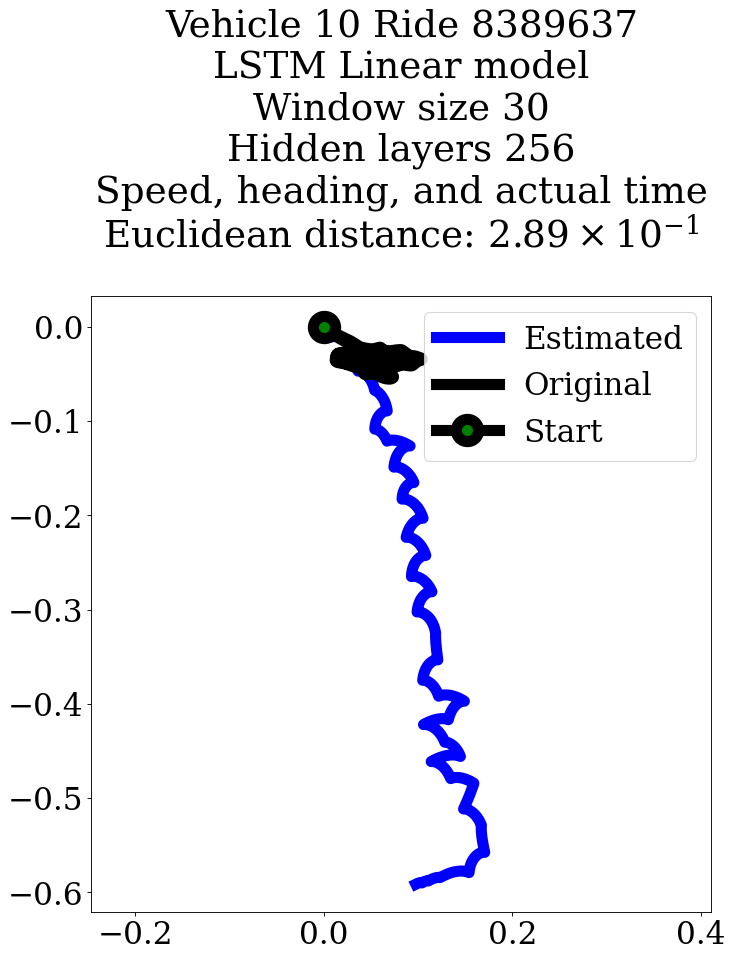 Vehicle 10 Ride 8389637
LSTM Linear model
Window size 30
Hidden layers 256
Speed, heading, and actual time
Euclidean distance: 2.89 × 10⁻¹
Estimated
Original
Start
0.0
−0.1
−0.2
−0.3
−0.4
−0.5
−0.6
−0.2
0.0
0.2
0.4